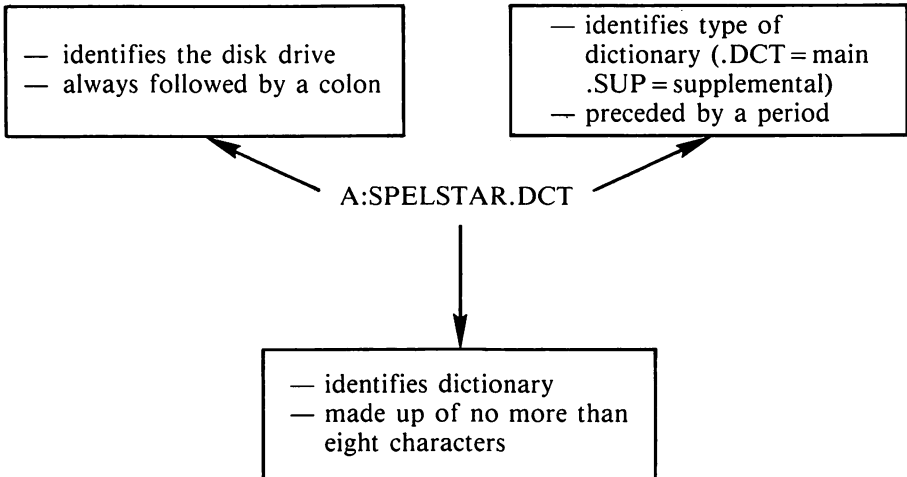 — identifies the disk drive
— always followed by a colon
— identifies type of
dictionary (.DCT = main
.SUP = supplemental)
— preceded by a period
A:SPELSTAR.DCT
— identifies dictionary
— made up of no more than
eight characters